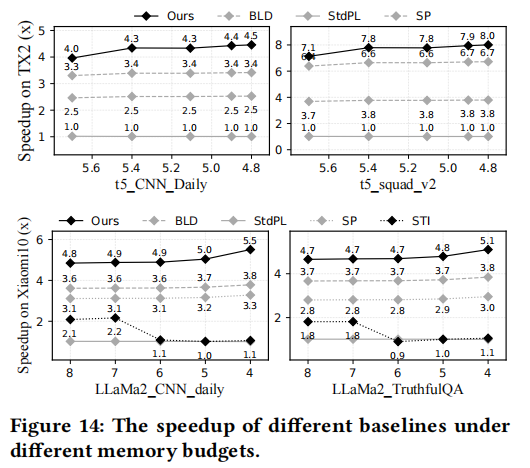 Ours BLD StdPL SP
Speedup on TX2 (x)
5
4
3
2
1
4.0 4.3 4.3 4.4 4.5
3.3 3.4 3.4 3.4 3.4
2.5 2.5 2.5 2.5 2.5
1.0 1.0 1.0 1.0 1.0
5.6 5.4 5.2 5.0 4.8
t5_CNN_Daily
8
6
4
2
0
7.1 7.8 7.8 7.9 8.0
6.4 6.6 6.6 6.7 6.7
3.7 3.8 3.8 3.8 3.8
1.0 1.0 1.0 1.0 1.0
5.6 5.4 5.2 5.0 4.8
t5_squad_v2
Ours BLD StdPL SP STI
Speedup on Xiaomi10 (x)
6
4
2
4.8 4.9 4.9 5.0 5.5
3.6 3.6 3.6 3.7 3.8
3.1 3.1 3.1 3.2 3.3
2.1 2.2 1.1 1.0 1.1
8 7 6 5 4
LLaMa2_CNN_daily
4
2
4.7 4.7 4.7 4.8 5.1
3.7 3.7 3.7 3.7 3.8
2.8 2.8 2.8 2.9 3.0
1.8 1.8 0.9 1.0 1.1
8 7 6 5 4
LLaMa2_TruthfulQA
Figure 14: The speedup of different baselines under
different memory budgets.